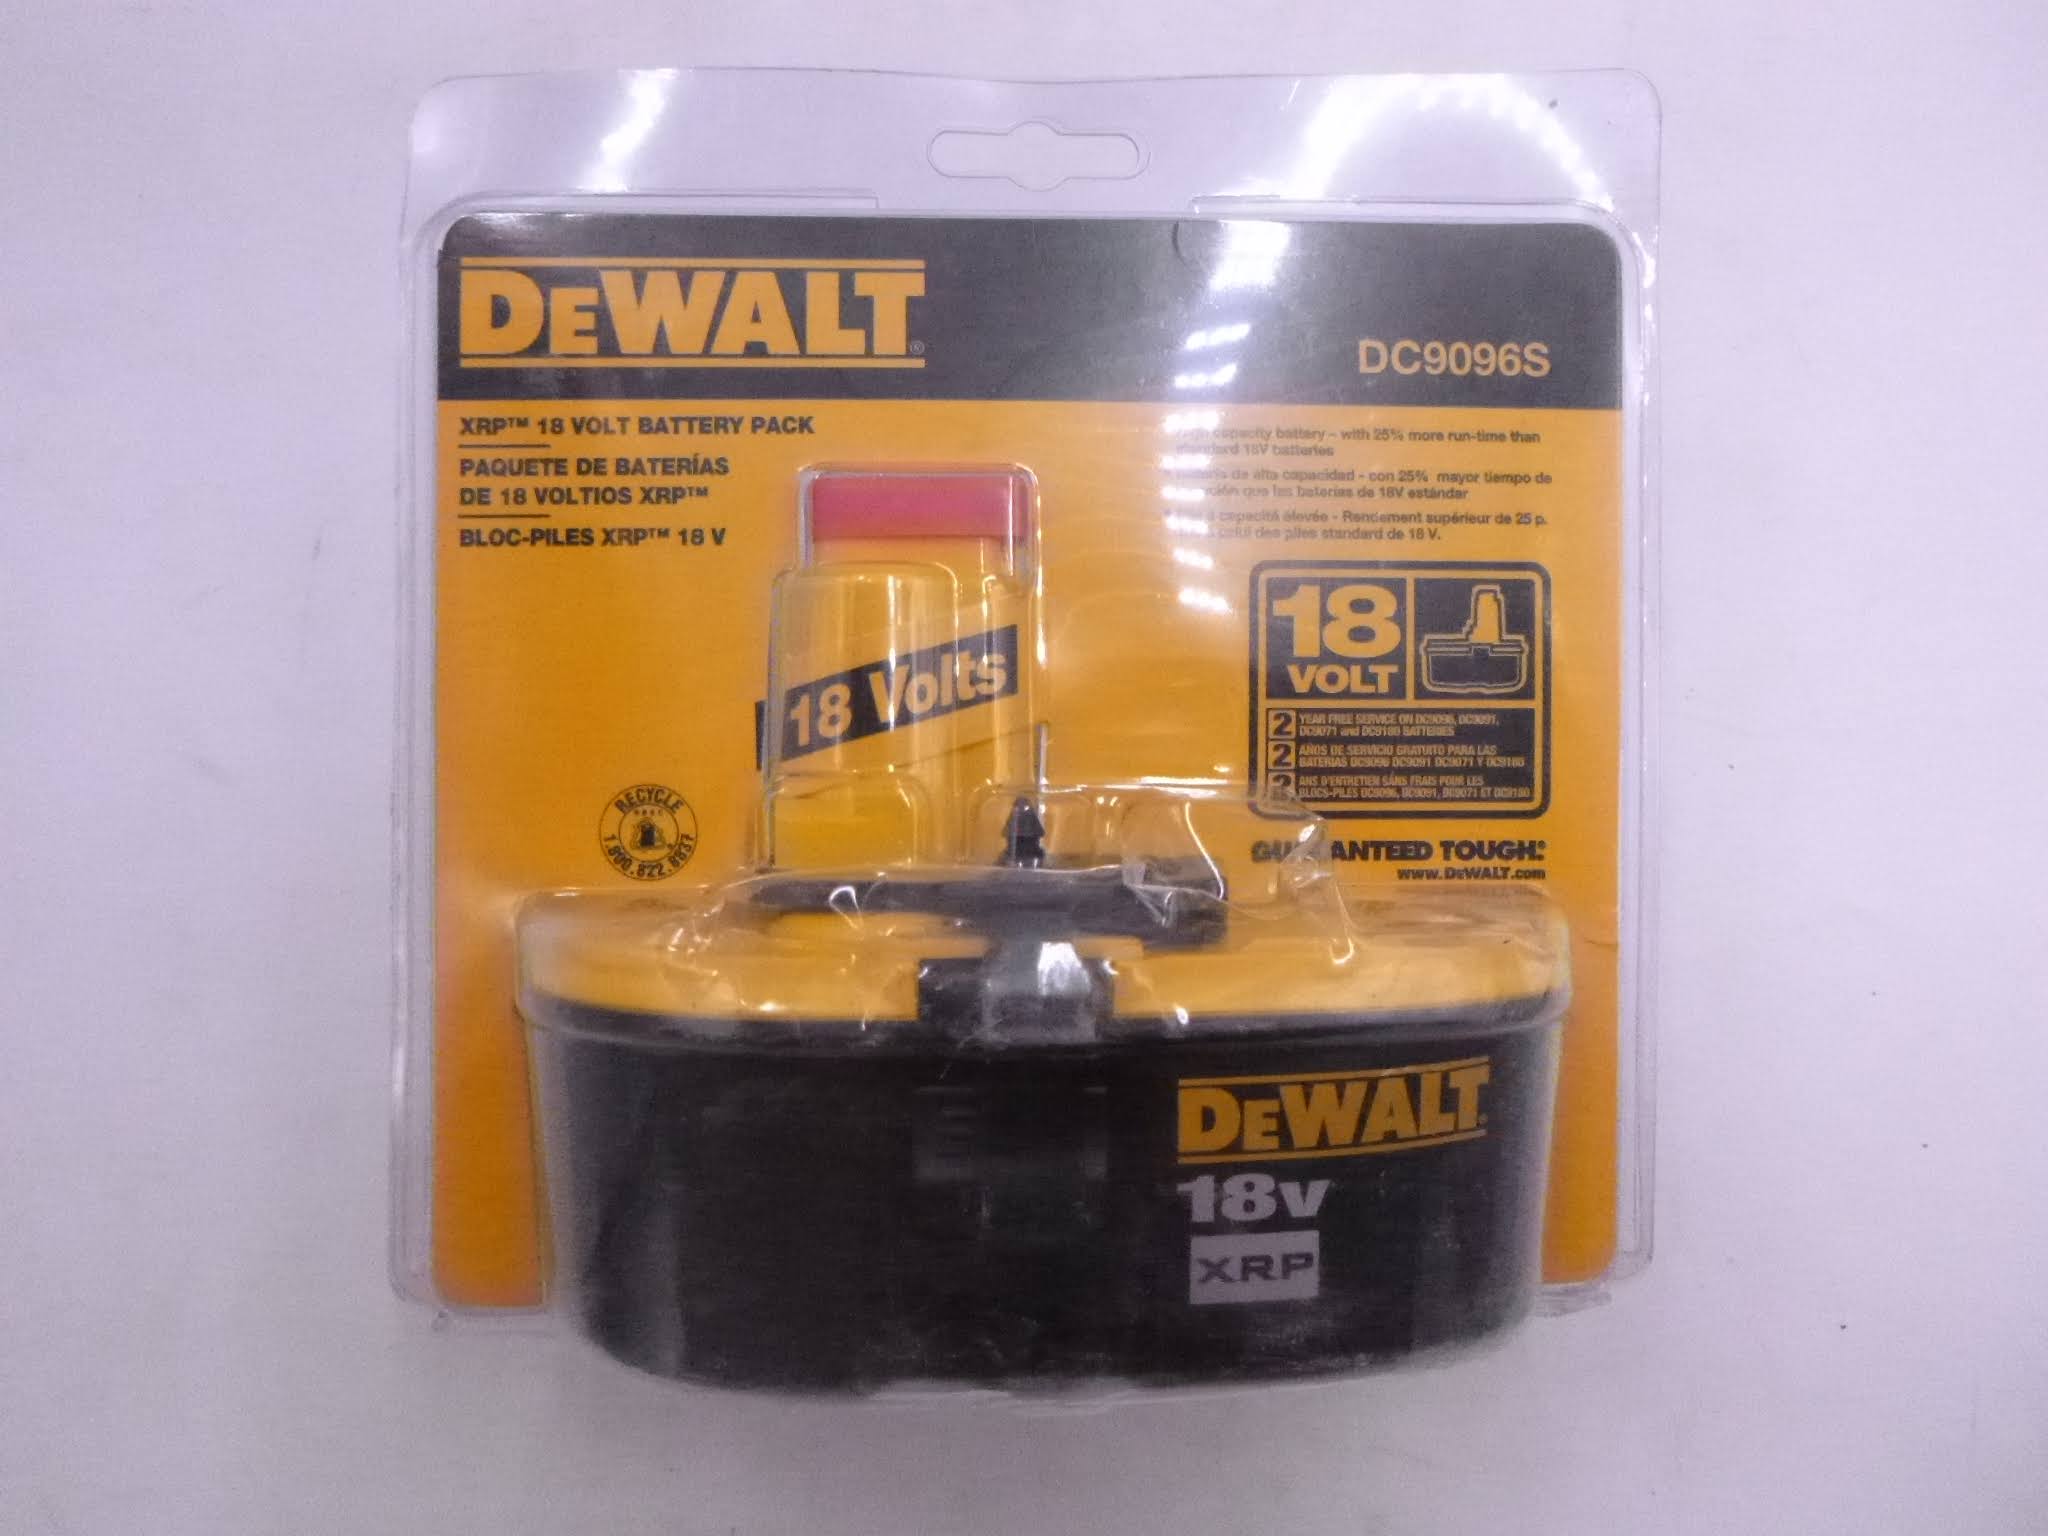 DEWALT®
DC9096S
XRP™ 18 VOLT BATTERY PACK
PAQUETE DE BATERÍAS
DE 18 VOLTIOS XRP™
BLOC-PILES XRP™ 18 V
capacity battery – with 25% more run-time than
standard 18V batteries
de alta capacidad - con 25% mayor tiempo de
que las baterías de 18V estándar
capacité élevée - Rendement supérieur de 25 p.
celui des piles standard de 18 V.
18 Volts
18
VOLT
2 YEAR FREE SERVICE ON DC9096, DC9091,
DC9071 and DC9180 BATTERIES
2 AÑOS DE SERVICIO GRATUITO PARA LAS
BATERIAS DC9096 DC9091 DC9071 Y DC9180
2 ANS D'ENTRETIEN SANS FRAIS POUR LES
BLOCS-PILES DC9096, DC9091, DC9071 ET DC9180
RECYCLE
1.800.822.8837
GUARANTEED TOUGH.®
www.DEWALT.com
DEWALT
18V
XRP